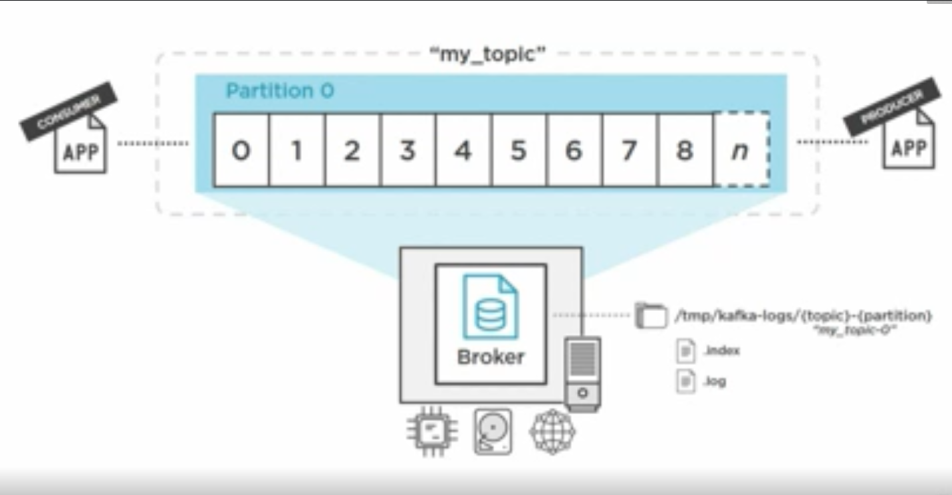 “my_topic”
Partition 0
CONSUMER
APP
0 1 2 3 4 5 6 7 8 n
PRODUCER
APP
Broker
/tmp/kafka-logs/{topic}-{partition}
“my_topic-0”
.index
.log